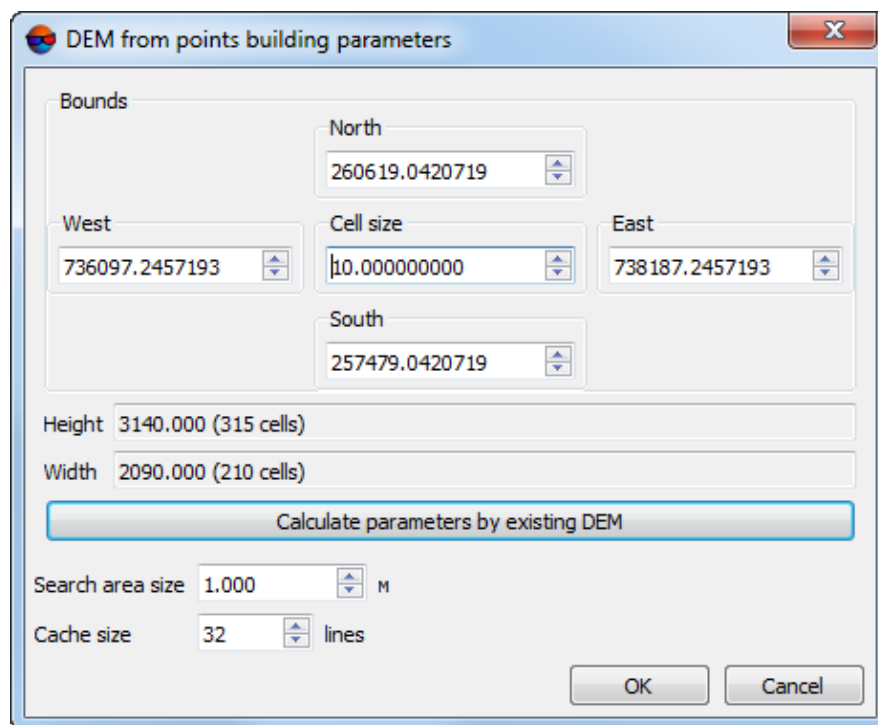 DEM from points building parameters
Bounds
North
260619.0420719
West
736097.2457193
Cell size
10.000000000
East
738187.2457193
South
257479.0420719
Height 3140.000 (315 cells)
Width 2090.000 (210 cells)
Calculate parameters by existing DEM
Search area size 1.000 м
Cache size 32 lines
OK Cancel